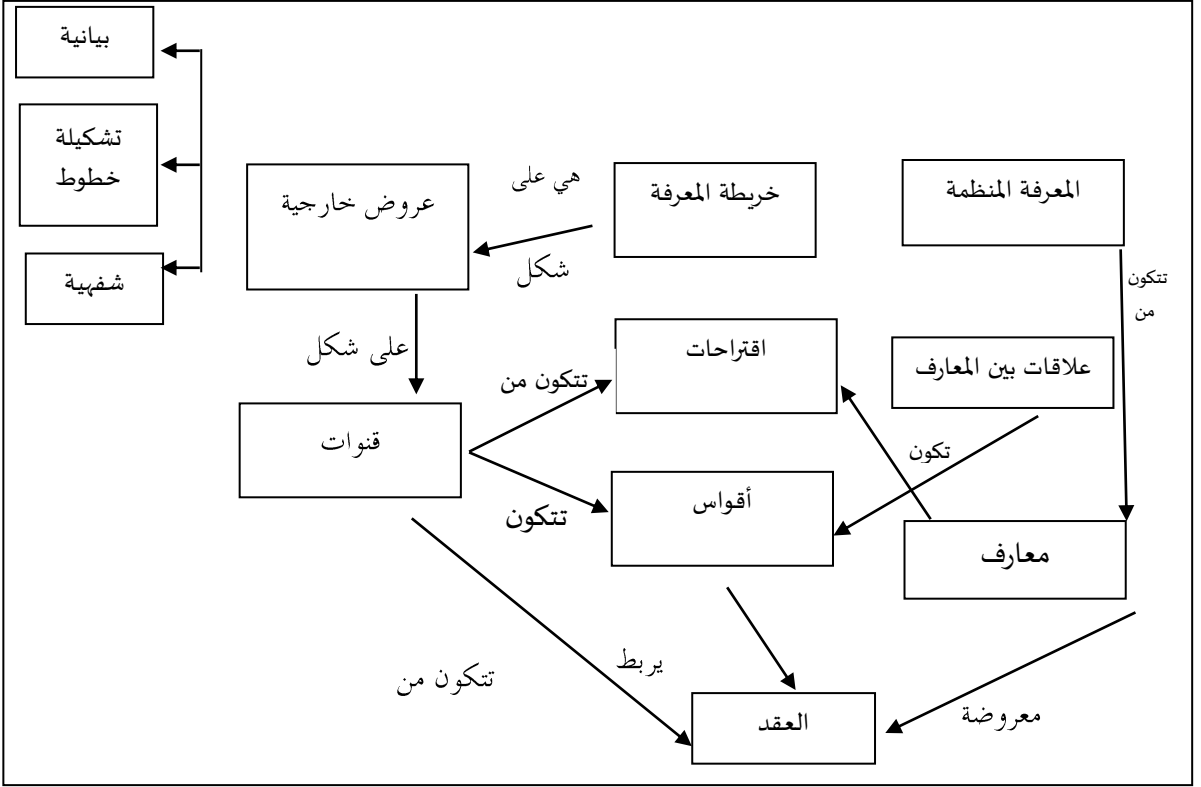 بيانية
تشكيلة
خطوط
شفهية
المعرفة المنظمة
خريطة المعرفة
هي على
شكل
عروض خارجية
تتكون
من
على شكل
اقتراحات
علاقات بين المعارف
تتكون من
قنوات
تكون
أقواس
تتكون
معارف
يربط
تتكون من
معروضة
العقد